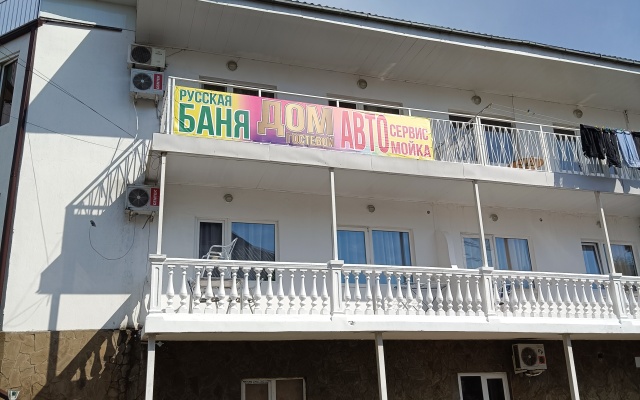 РУССКАЯ
БАНЯ
ДОМ
ГОСТЕВОЙ
АВТО СЕРВИС
МОЙКА